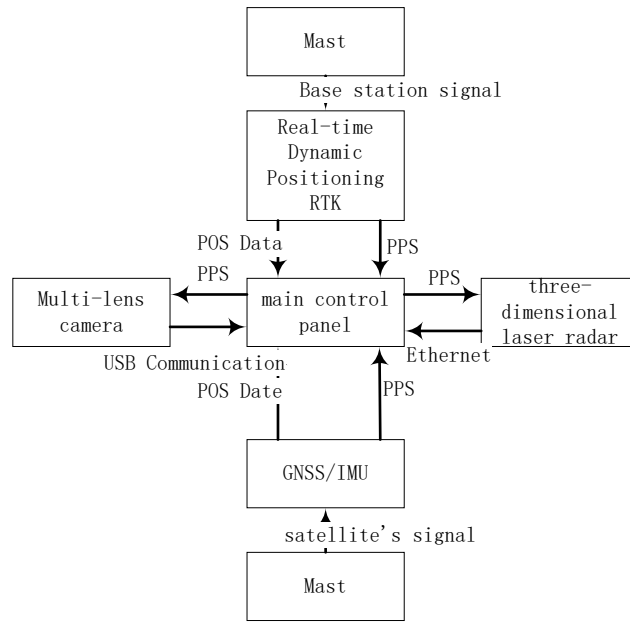 Mast
Base station signal
Real-time
Dynamic
Positioning
RTK
POS Data
PPS
PPS
PPS
Multi-lens
camera
main control
panel
three-
dimensional
laser radar
USB Communication
Ethernet
POS Date
PPS
GNSS/IMU
satellite's signal
Mast